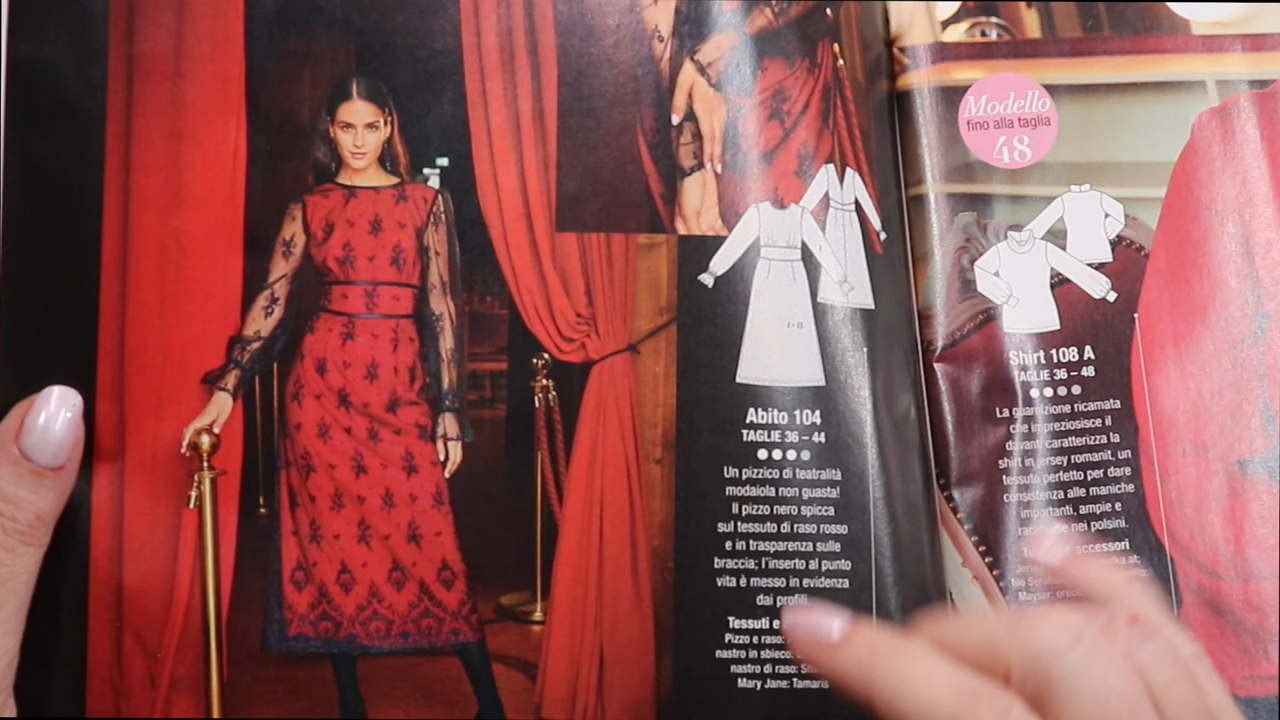 Abito 104
TAGLIE 36 – 44
Un pizzico di teatralità
modaiola non guasta!
Il pizzo nero spicca
sul tessuto di raso rosso
e in trasparenza sulle
braccia; l'inserto al punto
vita è messo in evidenza
dai profili.
Tessuti e
Pizzo e raso:
nastro in sbieco:
nastro di raso:
Mary Jane: Tamaris
Modello
fino alla taglia
48
Shirt 108 A
TAGLIE 36 – 48
La guarnizione ricamata
che impreziosisce il
davanti caratterizza la
shirt in jersey romanit, un
tessuto perfetto per dare
consistenza alle maniche
importanti, ampie e
nei polsini.
accessori
Mayser;